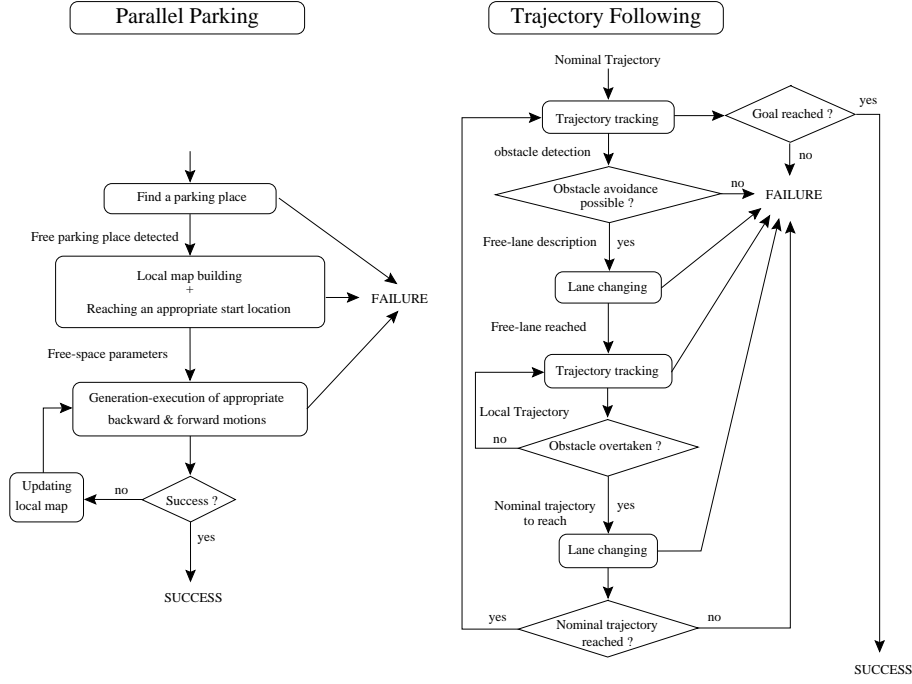 Parallel Parking
Find a parking place
Free parking place detected
Local map building
+
Reaching an appropriate start location
FAILURE
Free-space parameters
Generation-execution of appropriate
backward & forward motions
Updating
local map
no
Success ?
yes
SUCCESS
Trajectory Following
Nominal Trajectory
Trajectory tracking
Goal reached ?
yes
no
obstacle detection
Obstacle avoidance
possible ?
no
FAILURE
Free-lane description
yes
Lane changing
Free-lane reached
Trajectory tracking
Local Trajectory
no
Obstacle overtaken ?
Nominal trajectory
to reach
yes
Lane changing
yes
Nominal trajectory
reached ?
no
SUCCESS